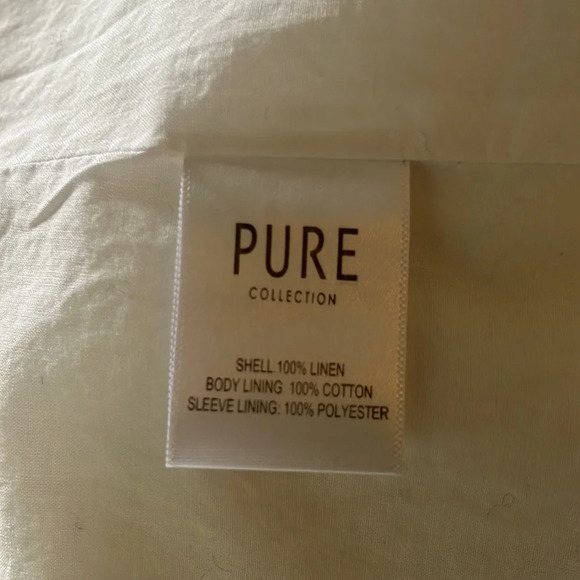 PURE
COLLECTION
SHELL 100% LINEN
BODY LINING 100% COTTON
SLEEVE LINING: 100% POLYESTER